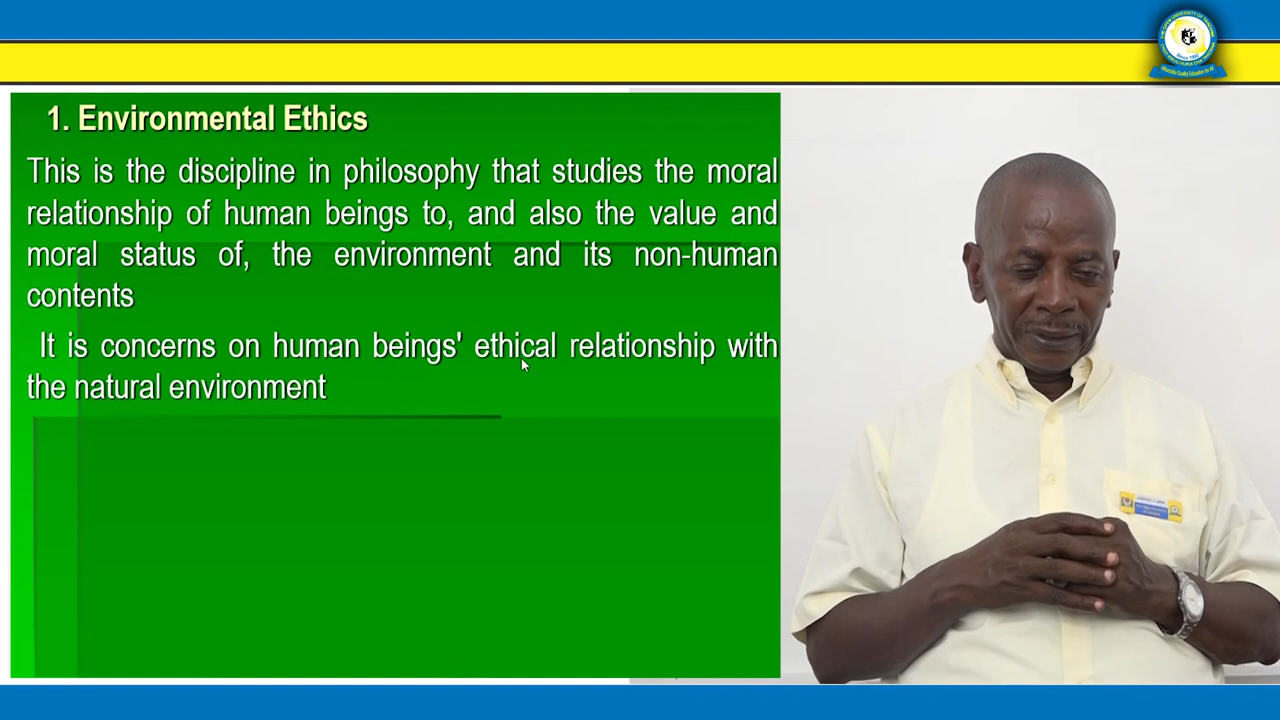 1. Environmental Ethics
This is the discipline in philosophy that studies the moral
relationship of human beings to, and also the value and
moral status of, the environment and its non-human
contents
It is concerns on human beings' ethical relationship with
the natural environment